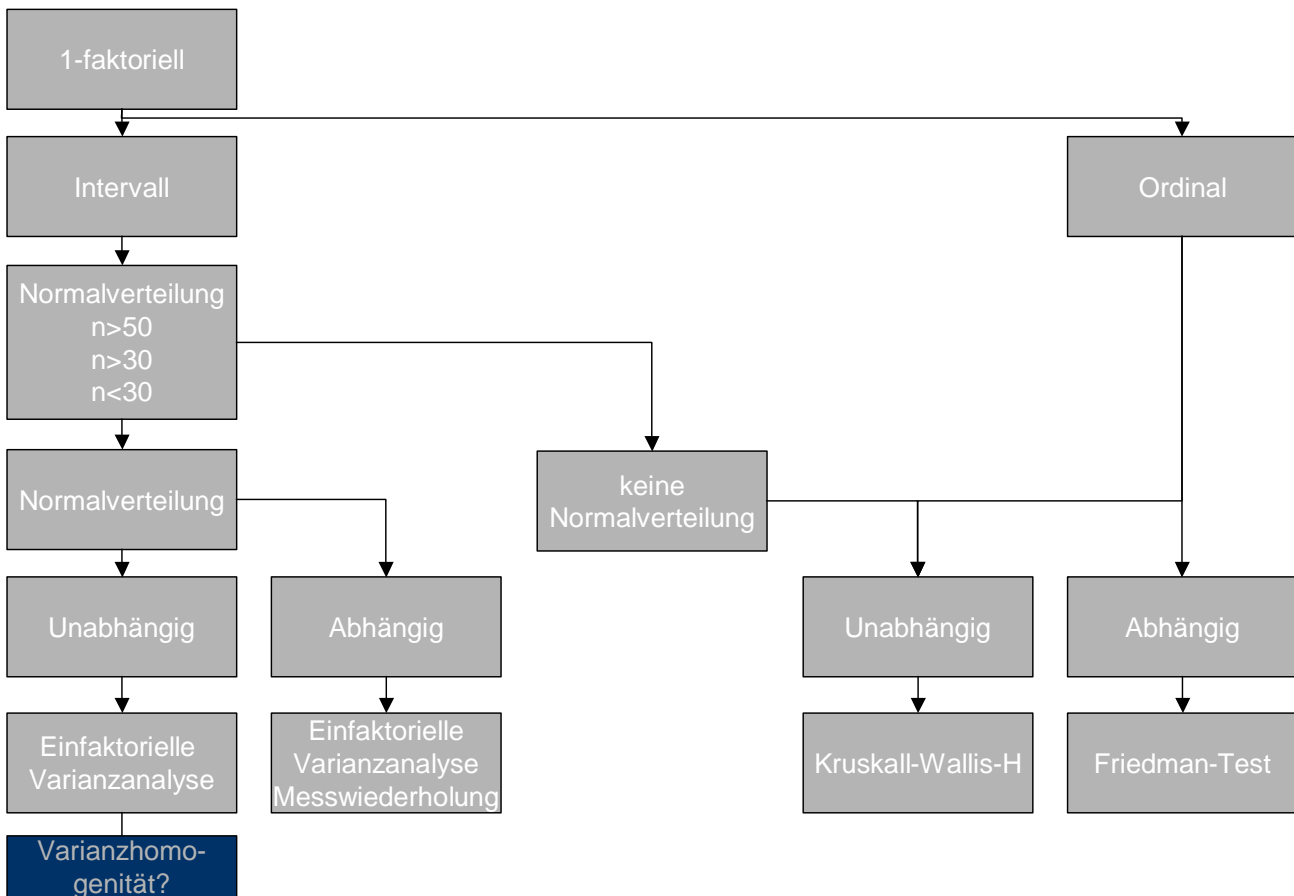 1-faktoriell
Intervall
Ordinal
Normalverteilung
n>50
n>30
n<30
Normalverteilung
keine
Normalverteilung
Unabhängig
Abhängig
Unabhängig
Abhängig
Einfaktorielle
Varianzanalyse
Einfaktorielle
Varianzanalyse
Messwiederholung
Kruskall-Wallis-H
Friedman-Test
Varianzhomo-
genität?